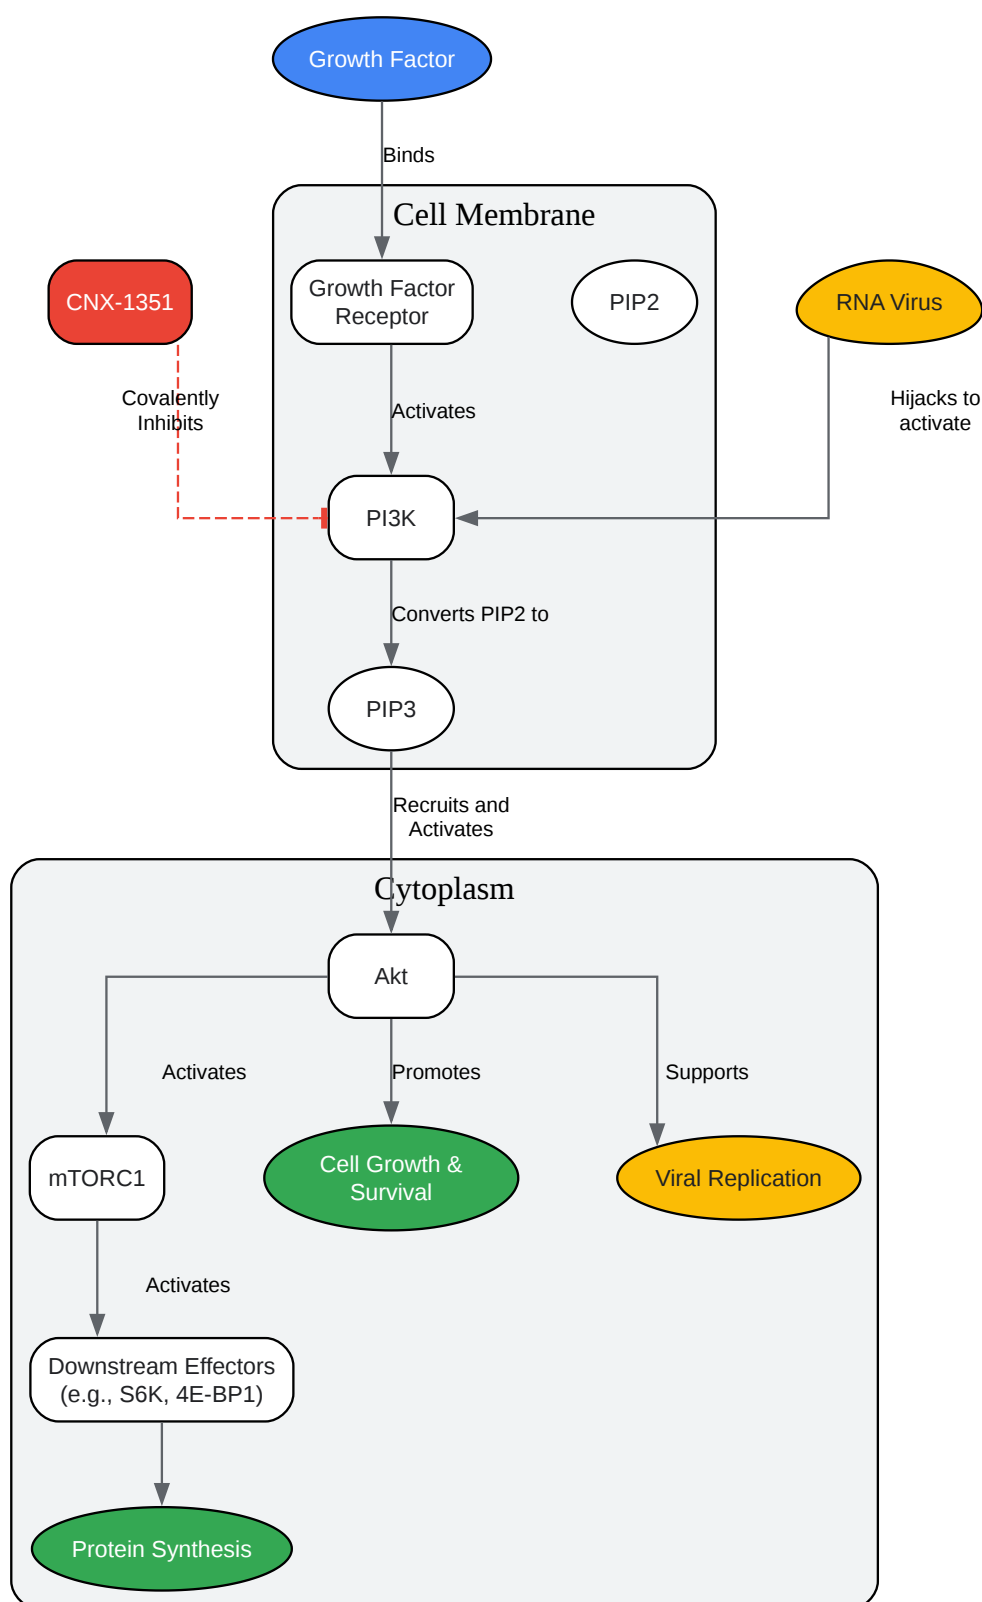 Growth Factor
Binds
Cell Membrane
CNX-1351
Growth Factor
Receptor
PIP2
RNA Virus
Covalently
Inhibits
Activates
Hijacks to
activate
PI3K
Converts PIP2 to
PIP3
Recruits and
Activates
Cytoplasm
Akt
Activates
Promotes
Supports
mTORC1
Cell Growth &
Survival
Viral Replication
Activates
Downstream Effectors
(e.g., S6K, 4E-BP1)
Protein Synthesis